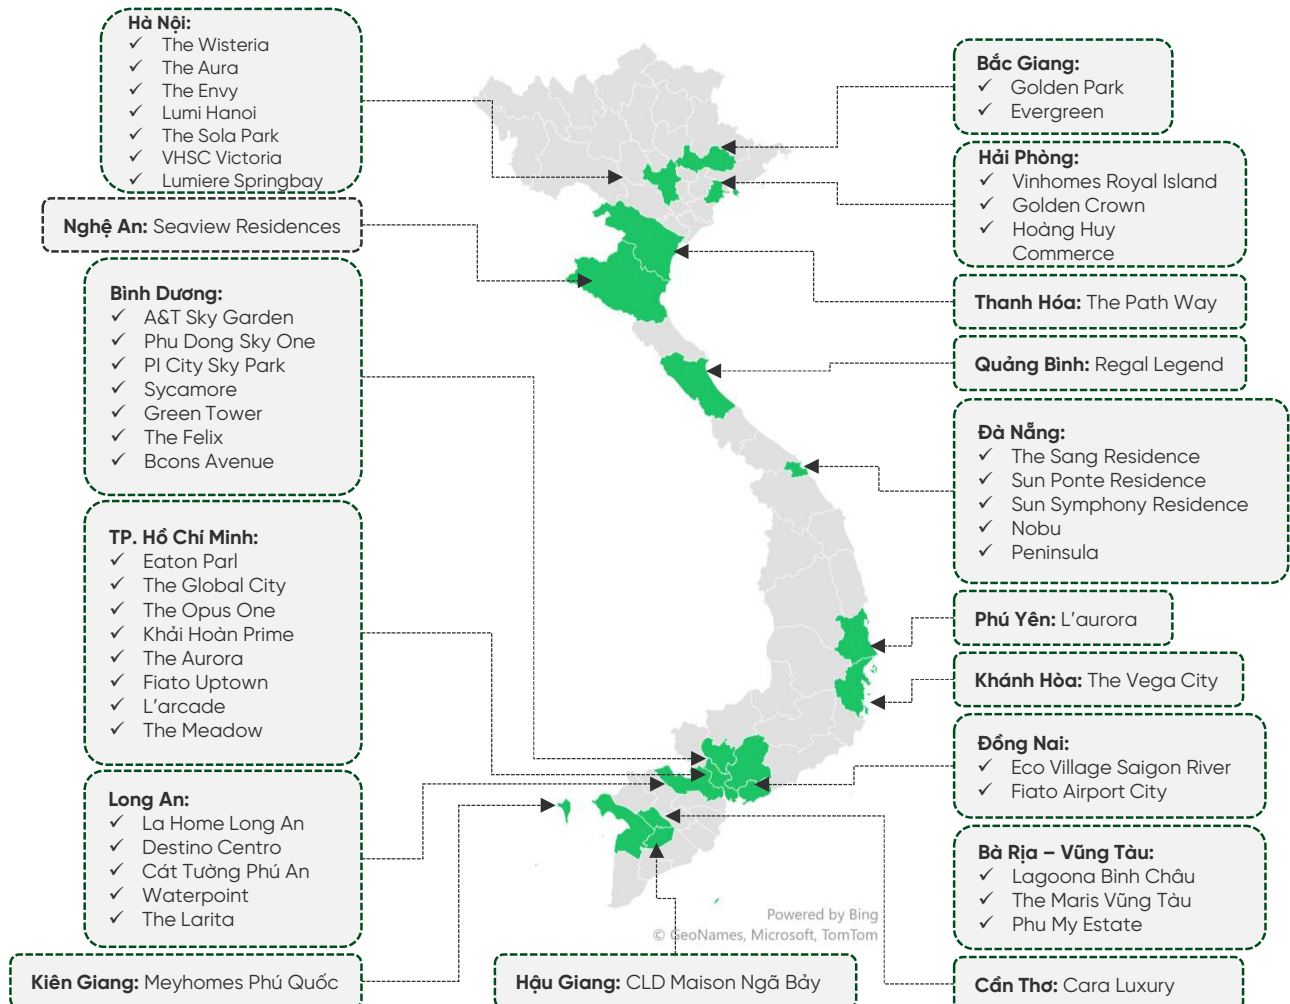 Hà Nội:
✓ The Wisteria
✓ The Aura
✓ The Envy
✓ Lumi Hanoi
✓ The Sola Park
✓ VHSC Victoria
✓ Lumiere Springbay
Nghệ An: Seaview Residences
Bình Dương:
✓ A&T Sky Garden
✓ Phu Dong Sky One
✓ PI City Sky Park
✓ Sycamore
✓ Green Tower
✓ The Felix
✓ Bcons Avenue
TP. Hồ Chí Minh:
✓ Eaton Parl
✓ The Global City
✓ The Opus One
✓ Khải Hoàn Prime
✓ The Aurora
✓ Fiato Uptown
✓ L'arcade
✓ The Meadow
Long An:
✓ La Home Long An
✓ Destino Centro
✓ Cát Tường Phú An
✓ Waterpoint
✓ The Larita
Kiên Giang: Meyhomes Phú Quốc
Hậu Giang: CLD Maison Ngã Bảy
Bắc Giang:
✓ Golden Park
✓ Evergreen
Hải Phòng:
✓ Vinhomes Royal Island
✓ Golden Crown
✓ Hoàng Huy
Commerce
Thanh Hóa: The Path Way
Quảng Bình: Regal Legend
Đà Nẵng:
✓ The Sang Residence
✓ Sun Ponte Residence
✓ Sun Symphony Residence
✓ Nobu
✓ Peninsula
Phú Yên: L'aurora
Khánh Hòa: The Vega City
Đồng Nai:
✓ Eco Village Saigon River
✓ Fiato Airport City
Bà Rịa – Vũng Tàu:
✓ Lagoona Bình Châu
✓ The Maris Vũng Tàu
✓ Phu My Estate
Cần Thơ: Cara Luxury
Powered by Bing
© GeoNames, Microsoft, TomTom